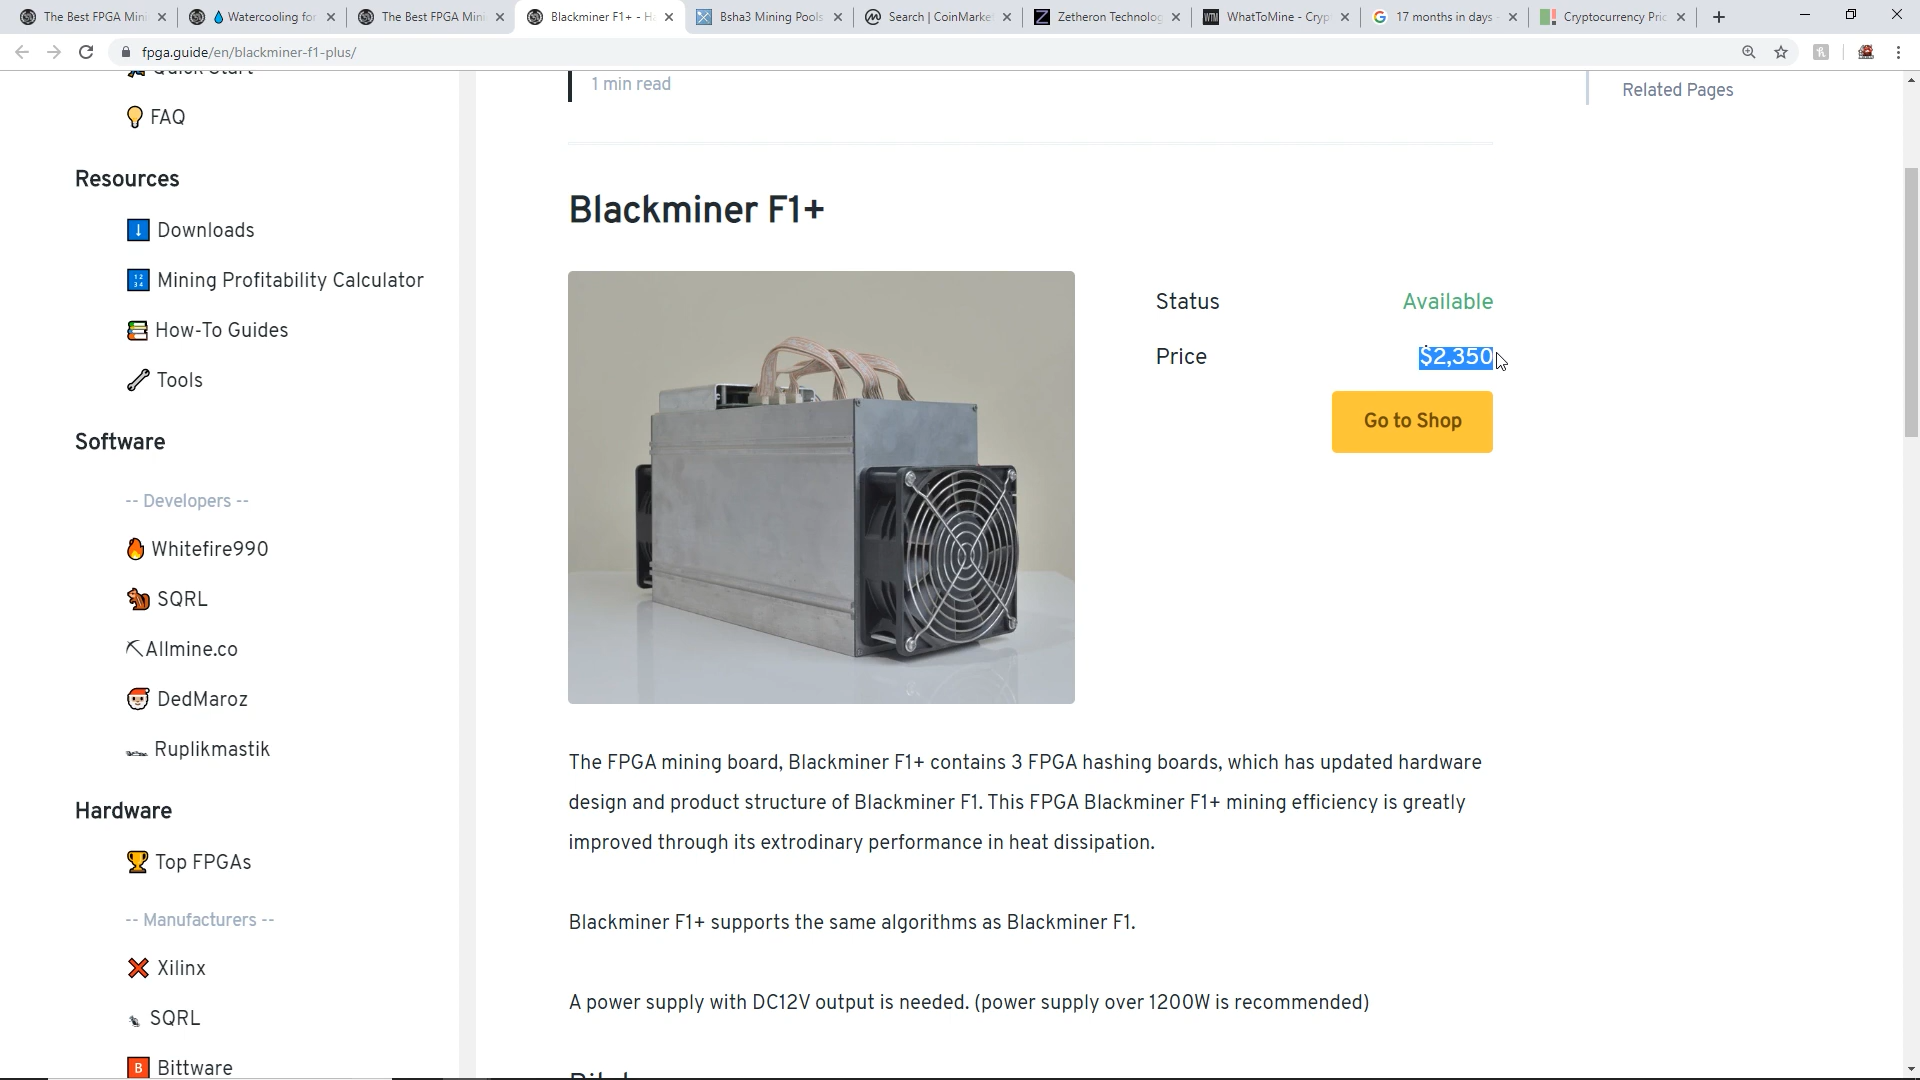 The Best FPGA Mini
Watercooling for
The Best FPGA Mini
Blackminer F1+ - H
Bsha3 Mining Pools
Search | CoinMarke
Zetheron Technolog
WhatToMine - Cryp
17 months in days -
Cryptocurrency Pric
fpga.guide/en/blackminer-f1-plus/
Quick Start
FAQ
Resources
Downloads
Mining Profitability Calculator
How-To Guides
Tools
Software
-- Developers --
Whitefire990
SQRL
Allmine.co
DedMaroz
Ruplikmastik
Hardware
Top FPGAs
-- Manufacturers --
Xilinx
SQRL
B Bittware
1 min read
Related Pages
Blackminer F1+
Status Available
Price $2,350
Go to Shop
The FPGA mining board, Blackminer F1+ contains 3 FPGA hashing boards, which has updated hardware
design and product structure of Blackminer F1. This FPGA Blackminer F1+ mining efficiency is greatly
improved through its extrodinary performance in heat dissipation.
Blackminer F1+ supports the same algorithms as Blackminer F1.
A power supply with DC12V output is needed. (power supply over 1200W is recommended)